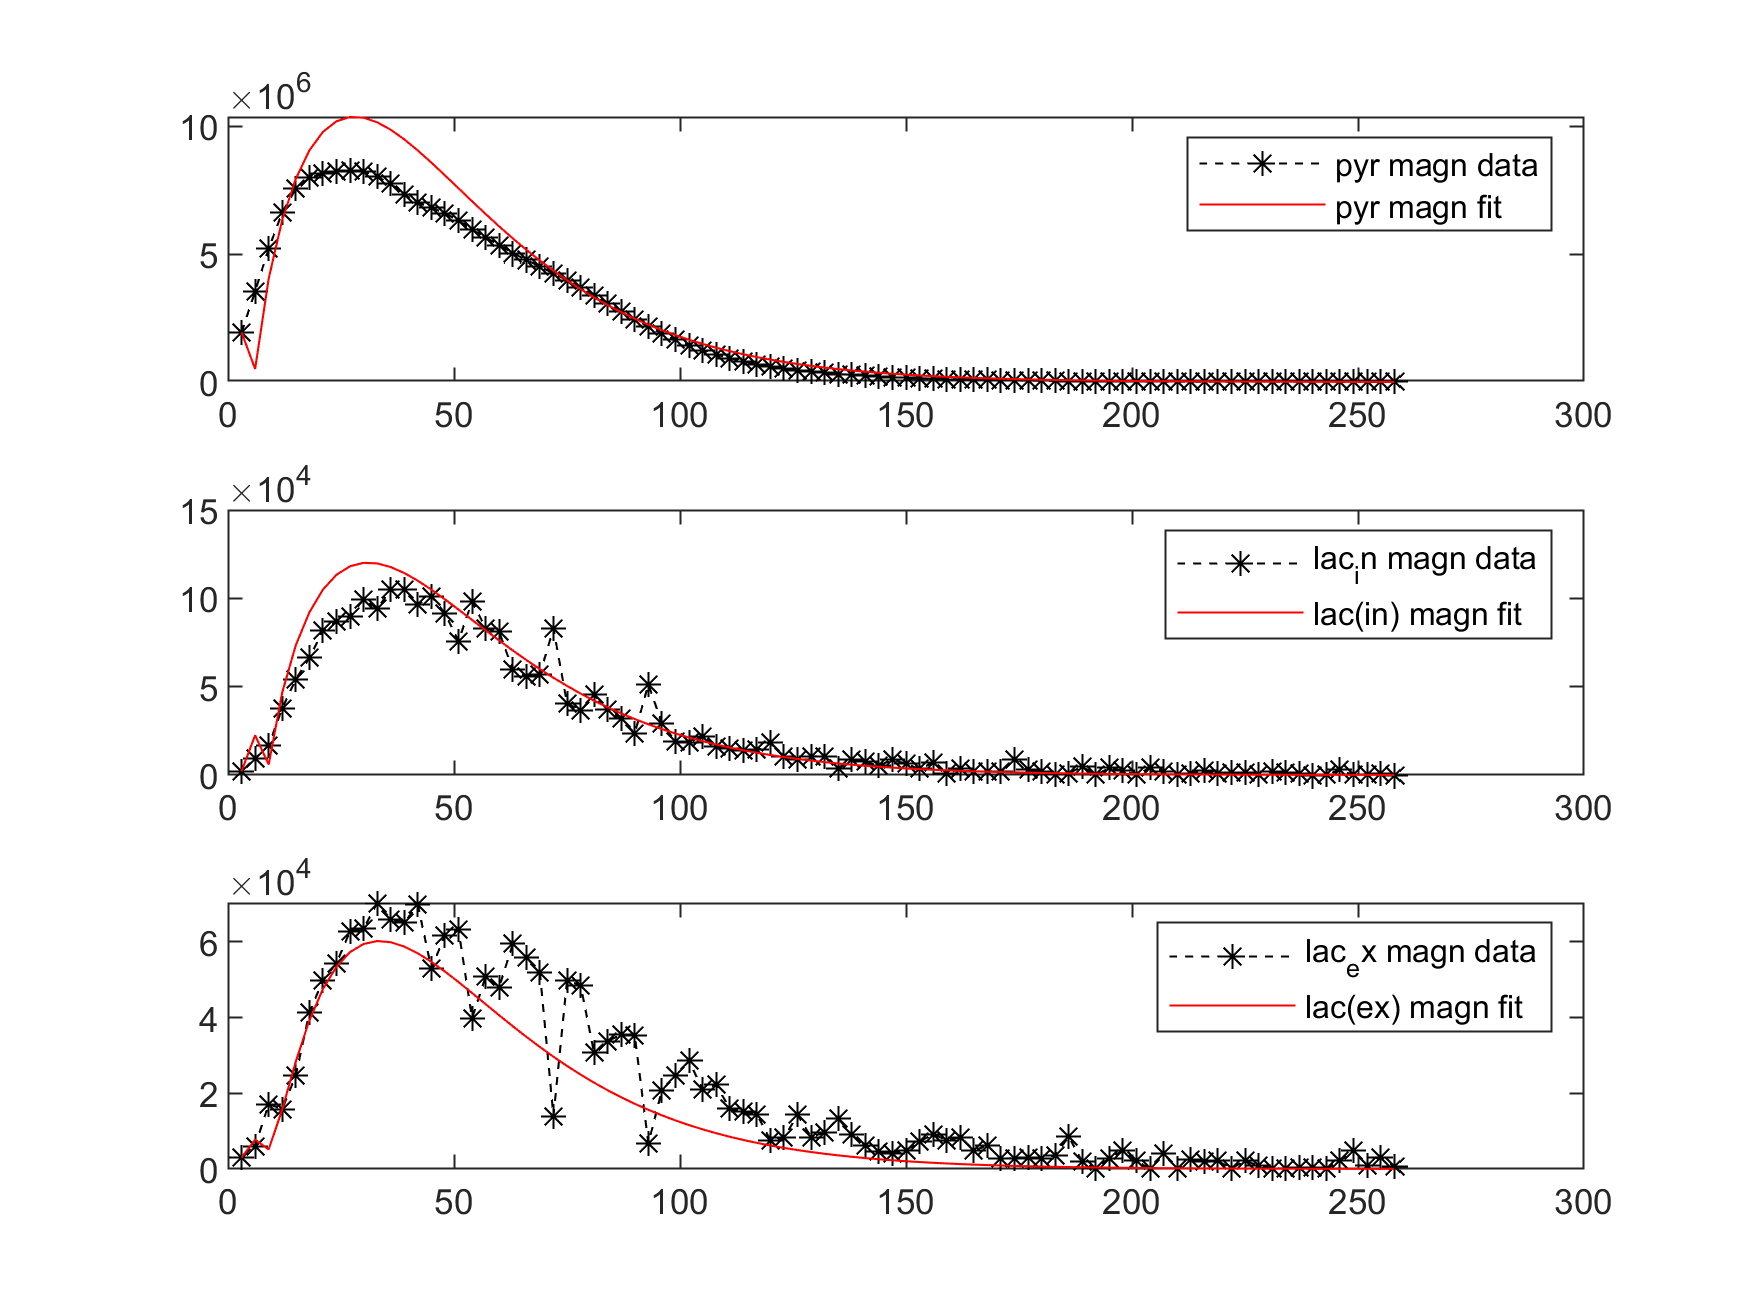 ×10^6
10
5
0
0 50 100 150 200 250 300
pyr magn data
pyr magn fit
×10^4
15
10
5
0
0 50 100 150 200 250 300
lac_in magn data
lac(in) magn fit
×10^4
6
4
2
0
0 50 100 150 200 250 300
lac_ex magn data
lac(ex) magn fit